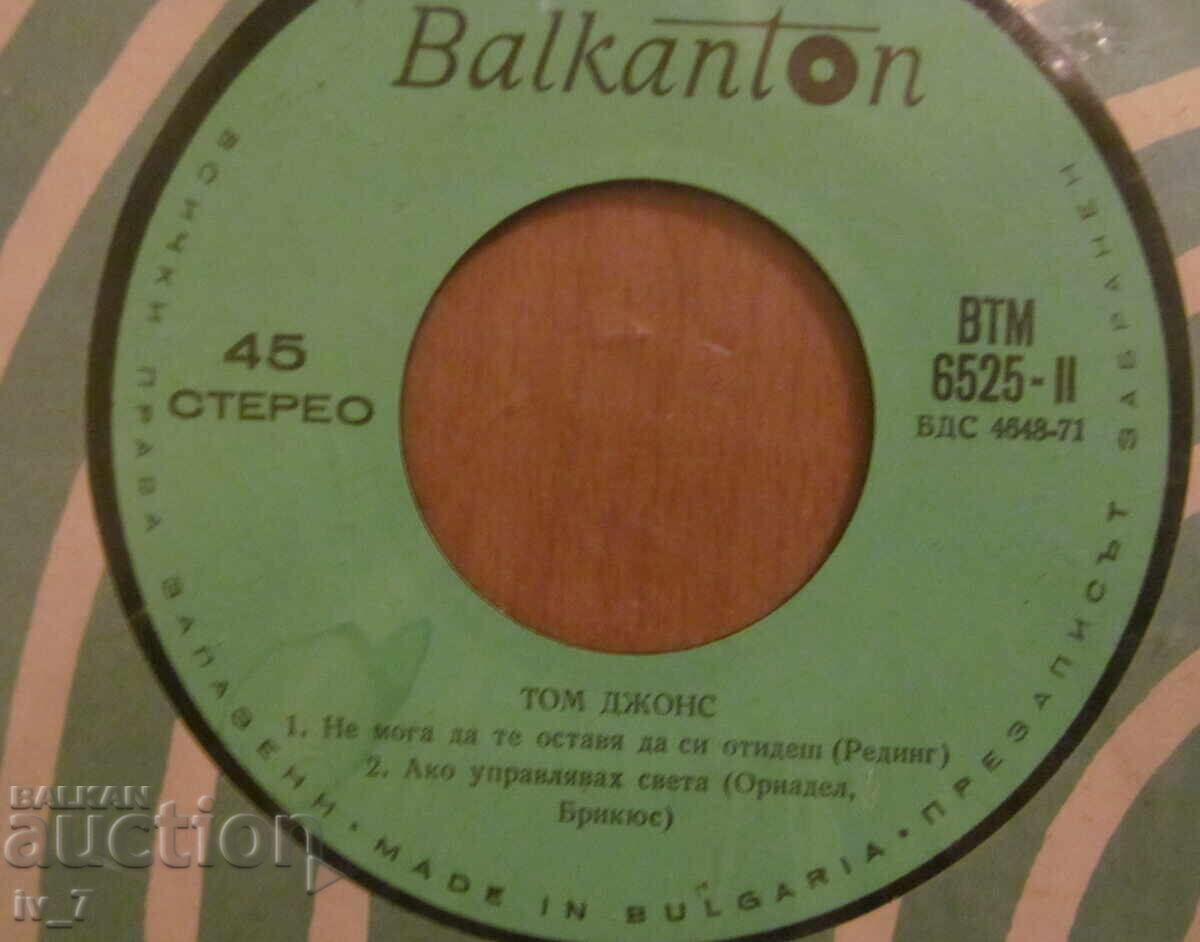 Balkanton
45
СТЕРЕО
ВТМ
6525-II
БДС 4648-71
ТОМ ДЖОНС
1. Не мога да те оставя да си отидеш (Рединг)
2. Ако управлявах света (Орнадел,
Брикюс)
ВСИЧКИ ПРАВА ЗАПАЗЕНИ • MADE IN BULGARIA • ПРЕЗАПИСЪТ ЗАБРАНЕН
BALKAN
auction
iv_7